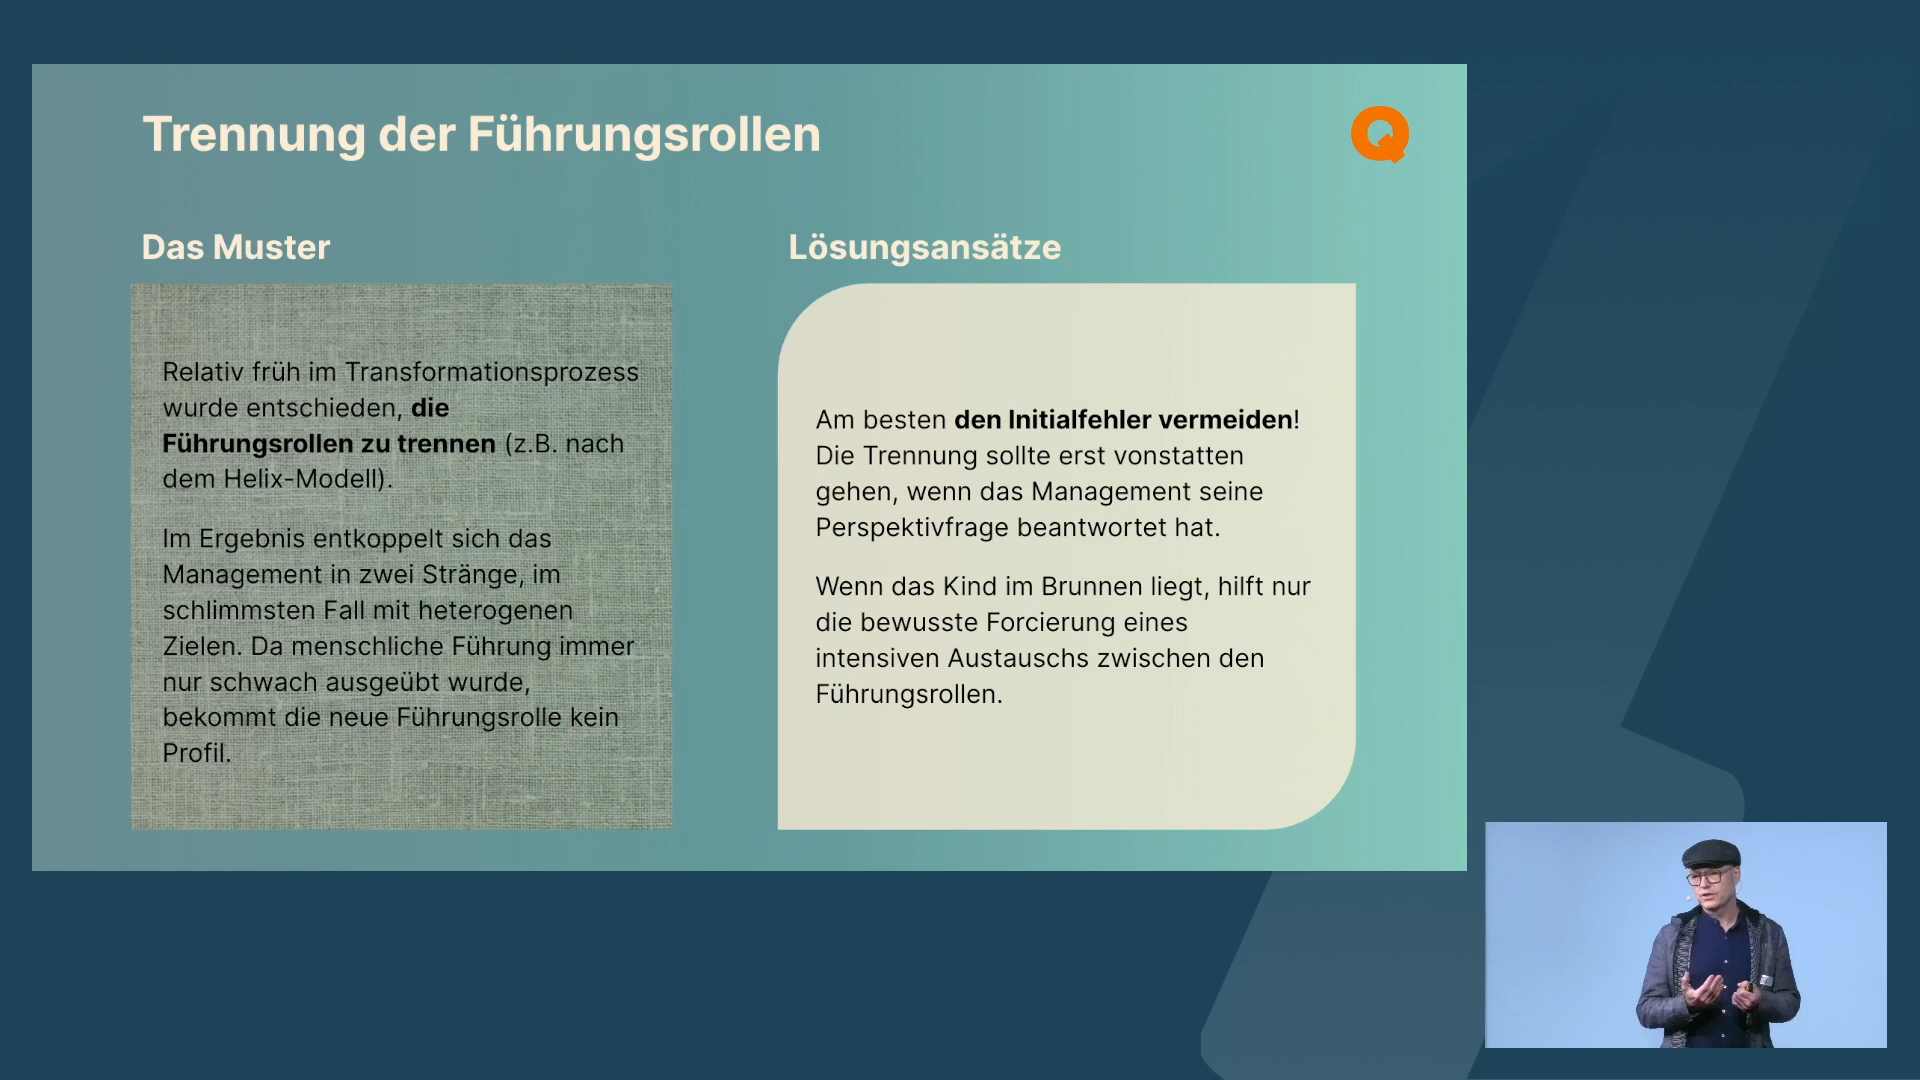 Trennung der Führungsrollen
Q
Das Muster
Relativ früh im Transformationsprozess
wurde entschieden, die
Führungsrollen zu trennen (z.B. nach
dem Helix-Modell).
Im Ergebnis entkoppelt sich das
Management in zwei Stränge, im
schlimmsten Fall mit heterogenen
Zielen. Da menschliche Führung immer
nur schwach ausgeübt wurde,
bekommt die neue Führungsrolle kein
Profil.
Lösungsansätze
Am besten den Initialfehler vermeiden!
Die Trennung sollte erst vonstatten
gehen, wenn das Management seine
Perspektivfrage beantwortet hat.
Wenn das Kind im Brunnen liegt, hilft nur
die bewusste Forcierung eines
intensiven Austauschs zwischen den
Führungsrollen.